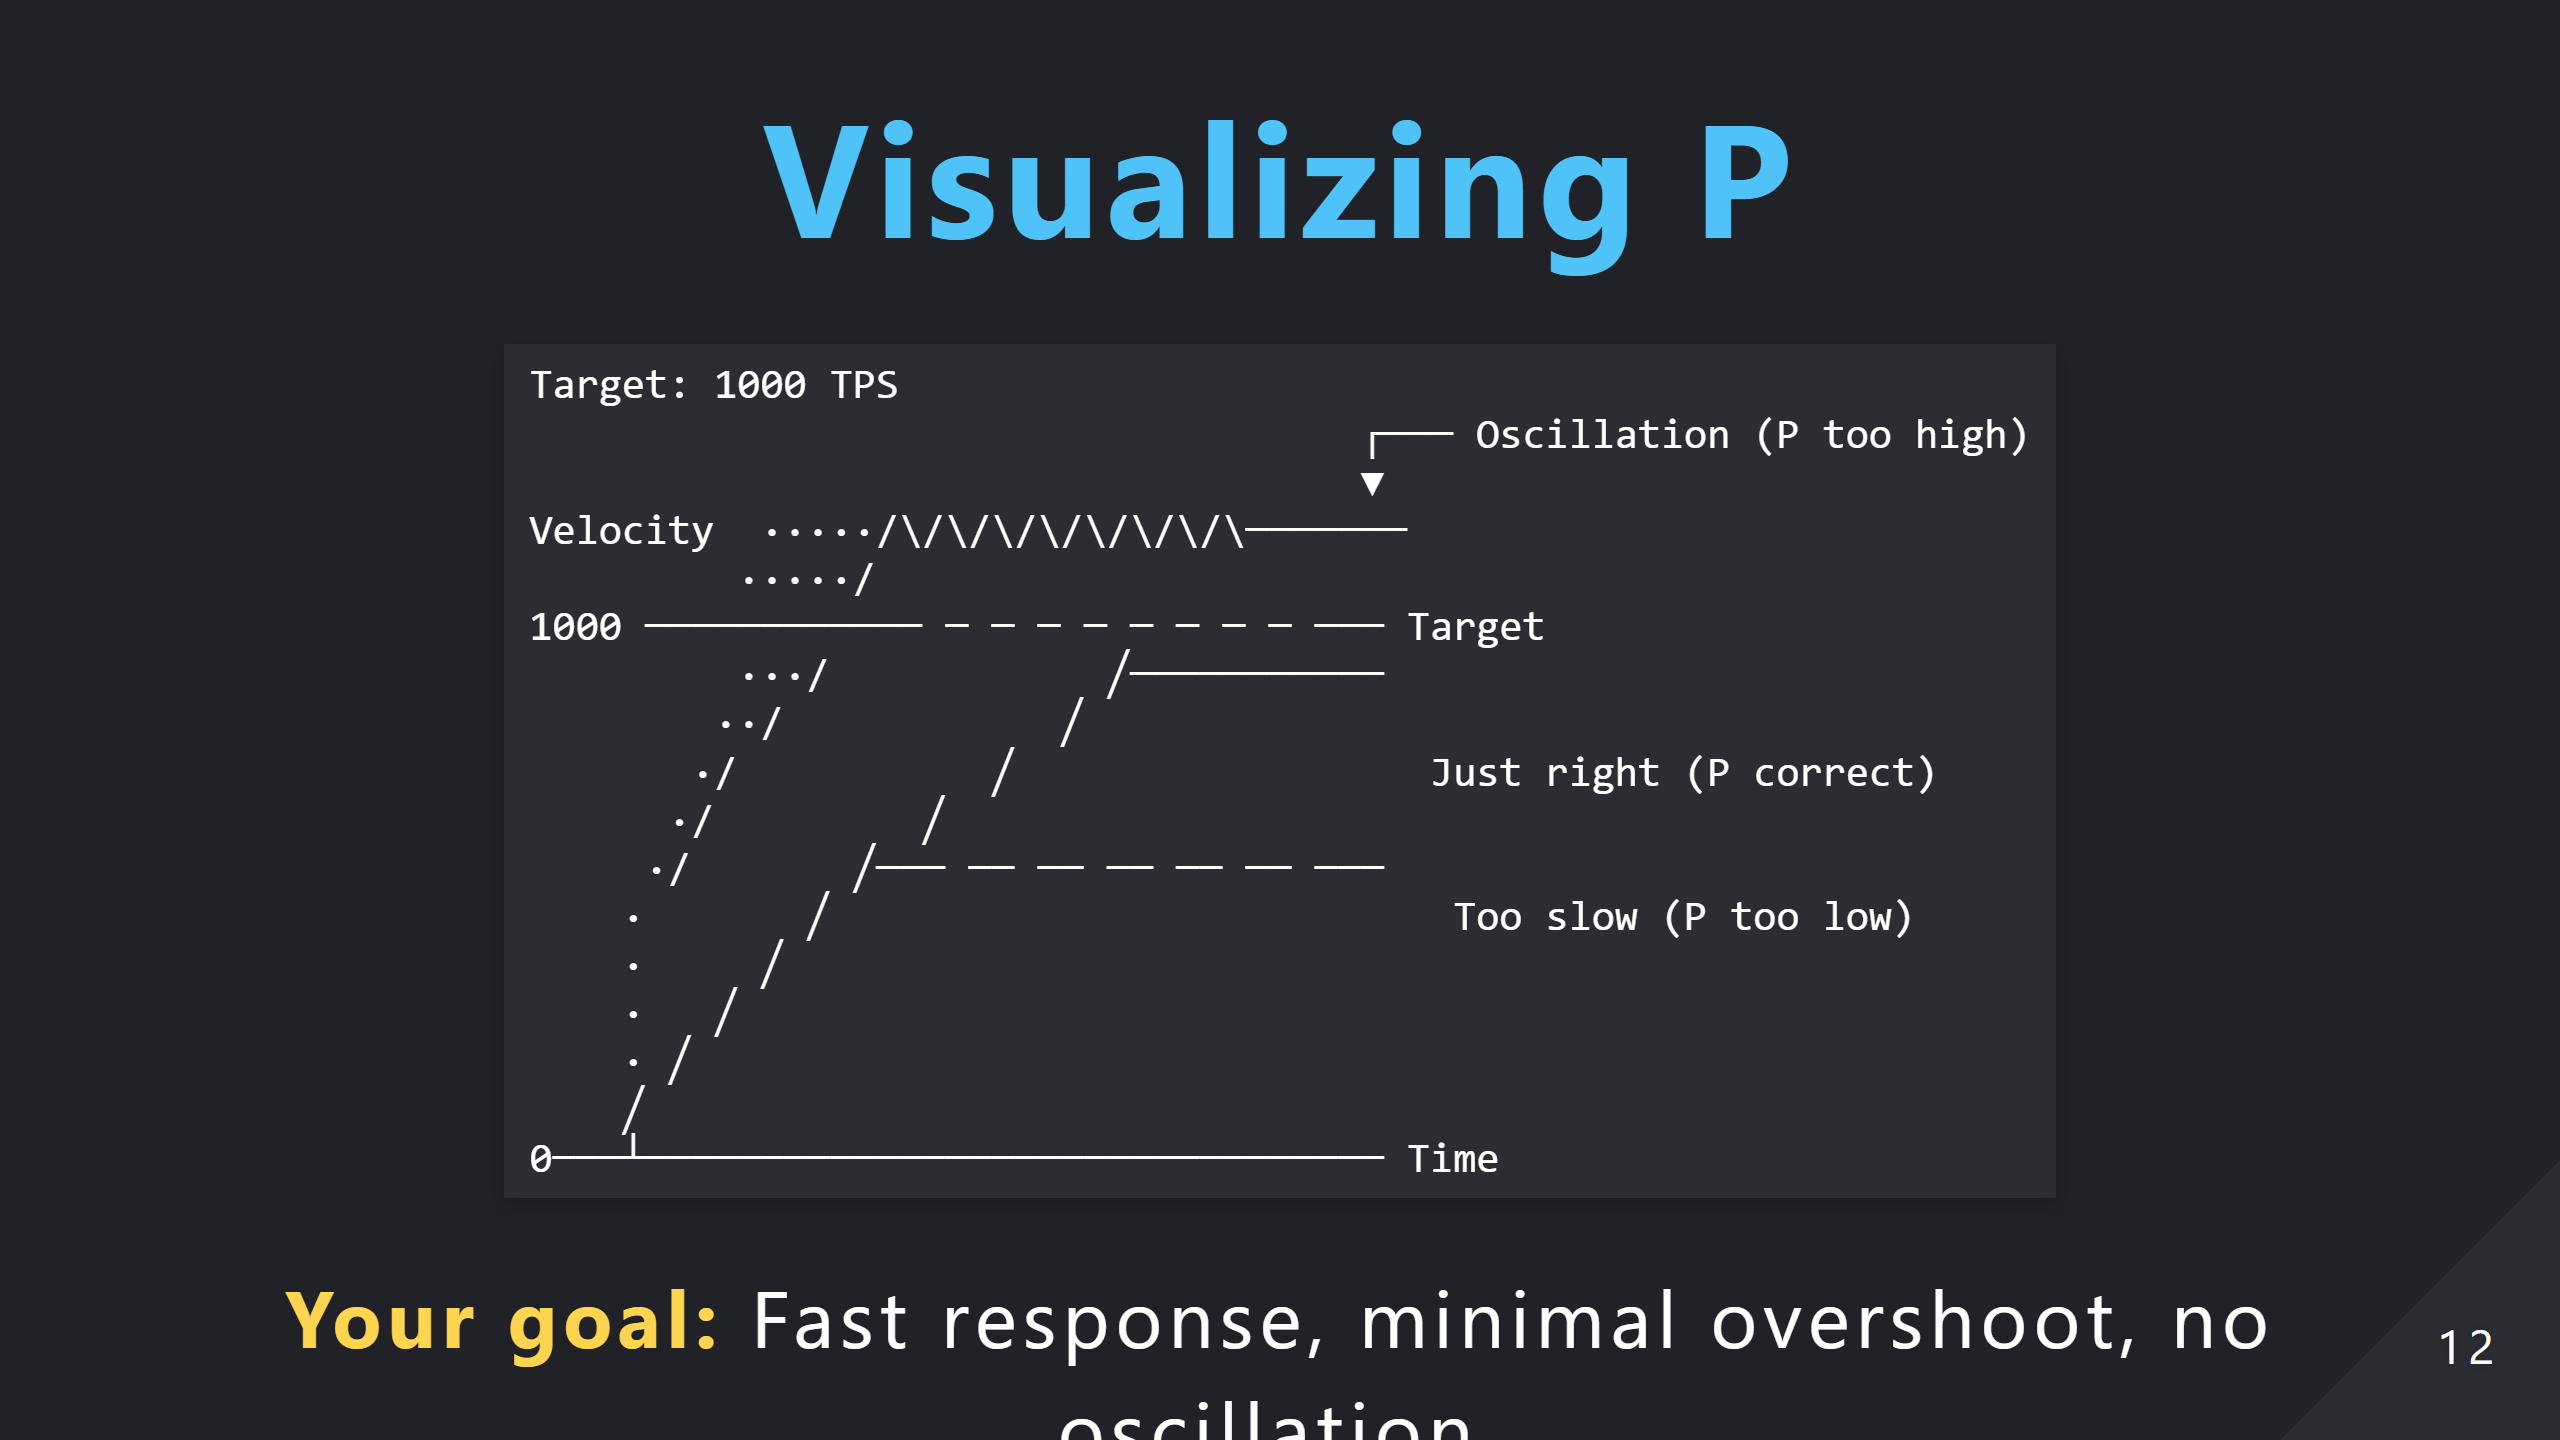 Visualizing P
Target: 1000 TPS
┌─── Oscillation (P too high)
▼
Velocity  ·····/\/\/\/\/\/\/\/\───────
·····/
1000 ──────────── ─ ─ ─ ─ ─ ─ ─ ─ ─── Target
···/            ╱───────────
··/            ╱
·/           ╱            Just right (P correct)
·/         ╱
·/       ╱─── ── ── ── ── ── ───
·       ╱                 Too slow (P too low)
·     ╱
·   ╱
· ╱
╱
0───┴──────────────────────────────── Time
Your goal: Fast response, minimal overshoot, no
oscillation
12